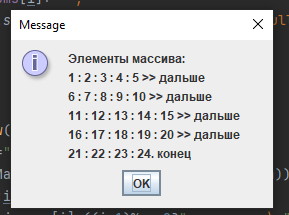 Message
Элементы массива:
1 : 2 : 3 : 4 : 5 >> дальше
6 : 7 : 8 : 9 : 10 >> дальше
11 : 12 : 13 : 14 : 15 >> дальше
16 : 17 : 18 : 19 : 20 >> дальше
21 : 22 : 23 : 24. конец
OK